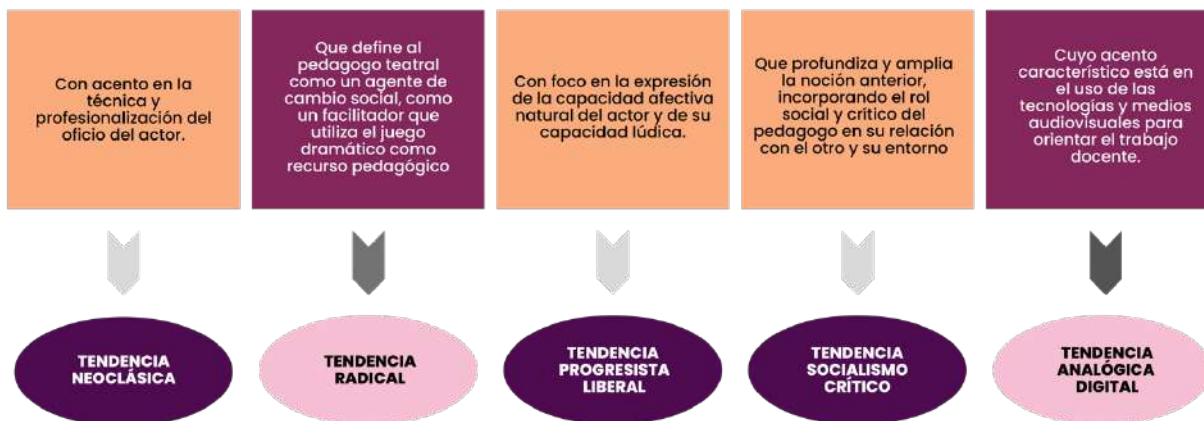 Con acento en la
técnica y
profesionalización del
oficio del actor.
Que define al
pedagogo teatral
como un agente de
cambio social, como
un facilitador que
utiliza el juego
dramático como
recurso pedagógico
Con foco en la expresión
de la capacidad afectiva
natural del actor y de su
capacidad lúdica.
Que profundiza y amplia
la noción anterior,
incorporando el rol
social y crítico del
pedagogo en su relación
con el otro y su entorno
Cuyo acento
característico está en
el uso de las
tecnologías y medios
audiovisuales para
orientar el trabajo
docente.
TENDENCIA
NEOCLÁSICA
TENDENCIA
RADICAL
TENDENCIA
PROGRESISTA
LIBERAL
TENDENCIA
SOCIALISMO
CRÍTICO
TENDENCIA
ANALÓGICA
DIGITAL